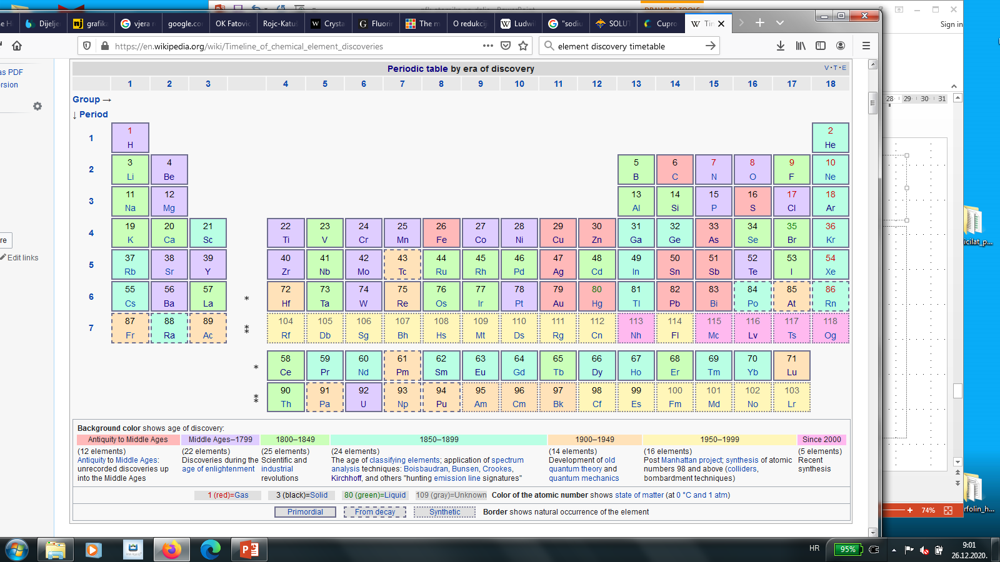 Sign in
Dijelje
grafika
vjera
google.co
OK Fatovic
Rojc-Katu
Crysta
Fluorir
The m
O redukcij
Ludwi
"sodiu
SOLUT
Cupro
https://en.wikipedia.org/wiki/Timeline_of_chemical_element_discoveries
element discovery timetable
as PDF
ersion
re
Edit links
Periodic table by era of discovery
V·T·E
1 2 3 4 5 6 7 8 9 10 11 12 13 14 15 16 17 18
Group →
↓ Period
1 1 2
H He
2 3 4 5 6 7 8 9 10
Li Be B C N O F Ne
3 11 12 13 14 15 16 17 18
Na Mg Al Si P S Cl Ar
4 19 20 21 22 23 24 25 26 27 28 29 30 31 32 33 34 35 36
K Ca Sc Ti V Cr Mn Fe Co Ni Cu Zn Ga Ge As Se Br Kr
5 37 38 39 40 41 42 43 44 45 46 47 48 49 50 51 52 53 54
Rb Sr Y Zr Nb Mo Tc Ru Rh Pd Ag Cd In Sn Sb Te I Xe
6 55 56 57 * 72 73 74 75 76 77 78 79 80 81 82 83 84 85 86
Cs Ba La Hf Ta W Re Os Ir Pt Au Hg Tl Pb Bi Po At Rn
7 87 88 89 ⁑ 104 105 106 107 108 109 110 111 112 113 114 115 116 117 118
Fr Ra Ac Rf Db Sg Bh Hs Mt Ds Rg Cn Nh Fl Mc Lv Ts Og
* 58 59 60 61 62 63 64 65 66 67 68 69 70 71
Ce Pr Nd Pm Sm Eu Gd Tb Dy Ho Er Tm Yb Lu
⁑ 90 91 92 93 94 95 96 97 98 99 100 101 102 103
Th Pa U Np Pu Am Cm Bk Cf Es Fm Md No Lr
Background color shows age of discovery:
Antiquity to Middle Ages
(12 elements)
Antiquity to Middle Ages:
unrecorded discoveries up
into the Middle Ages
Middle Ages–1799
(22 elements)
Discoveries during the
age of enlightenment
1800–1849
(25 elements)
Scientific and
industrial
revolutions
1850–1899
(24 elements)
The age of classifying elements; application of spectrum
analysis techniques: Boisbaudran, Bunsen, Crookes,
Kirchhoff, and others "hunting emission line signatures"
1900–1949
(14 elements)
Development of old
quantum theory and
quantum mechanics
1950–1999
(16 elements)
Post Manhattan project; synthesis of atomic
numbers 98 and above (colliders,
bombardment techniques)
Since 2000
(5 elements)
Recent
synthesis
1 (red)=Gas 3 (black)=Solid 80 (green)=Liquid 109 (gray)=Unknown Color of the atomic number shows state of matter (at 0 °C and 1 atm)
Primordial From decay Synthetic Border shows natural occurrence of the element
28 29 30 31
icilat_p...
rfolin_h...
74%
HR
95%
9:01
26.12.2020.